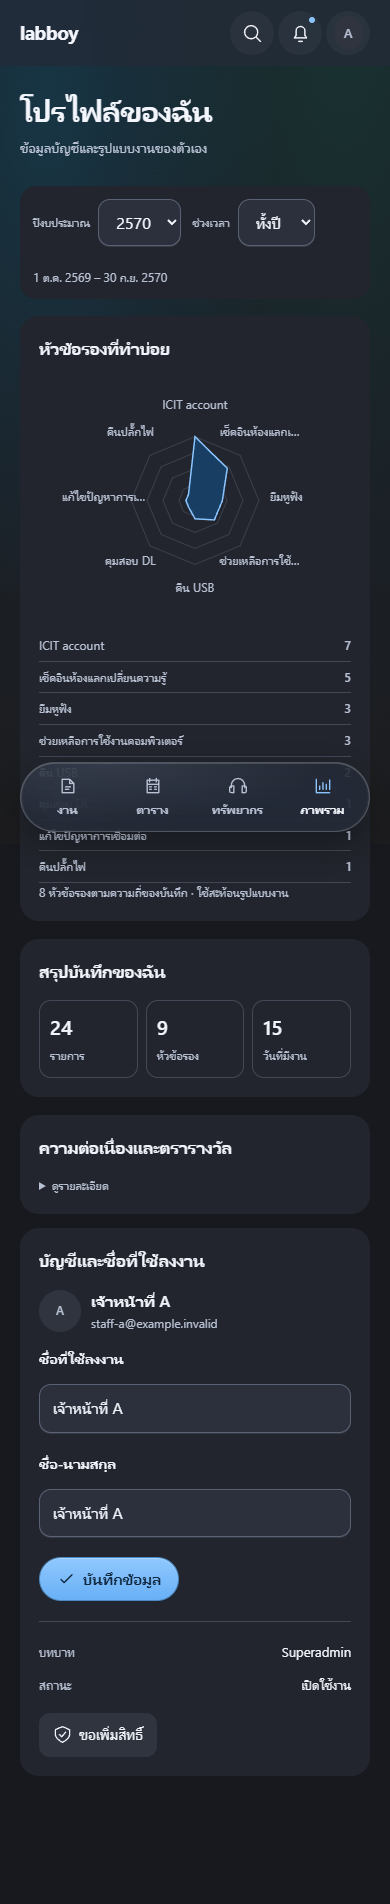 labboy
A
โปรไฟล์ของฉัน
ข้อมูลบัญชีและรูปแบบงานของตัวเอง
ปีงบประมาณ 2570 ช่วงเวลา ทั้งปี
1 ต.ค. 2569 – 30 ก.ย. 2570
หัวข้อรองที่ทำบ่อย
ICIT account
คืนปลั๊กไฟ
เช็คอินห้องแลกเ...
แก้ไขปัญหาการเ...
ยืมหูฟัง
คุมสอบ DL
ช่วยเหลือการใช้...
คืน USB
ICIT account 7
เช็คอินห้องแลกเปลี่ยนความรู้ 5
ยืมหูฟัง 3
ช่วยเหลือการใช้งานคอมพิวเตอร์ 3
คืน USB 2
งาน ตาราง ทรัพยากร ภาพรวม
แก้ไขปัญหาการเชื่อมต่อ 1
คืนปลั๊กไฟ 1
8 หัวข้อรองตามความถี่ของบันทึก · ใช้สะท้อนรูปแบบงาน
สรุปบันทึกของฉัน
24 9 15
รายการ หัวข้อรอง วันที่มีงาน
ความต่อเนื่องและตรารางวัล
ดูรายละเอียด
บัญชีและชื่อที่ใช้ลงงาน
A
เจ้าหน้าที่ A
staff-a@example.invalid
ชื่อที่ใช้ลงงาน
เจ้าหน้าที่ A
ชื่อ-นามสกุล
เจ้าหน้าที่ A
บันทึกข้อมูล
บทบาท Superadmin
สถานะ เปิดใช้งาน
ขอเพิ่มสิทธิ์